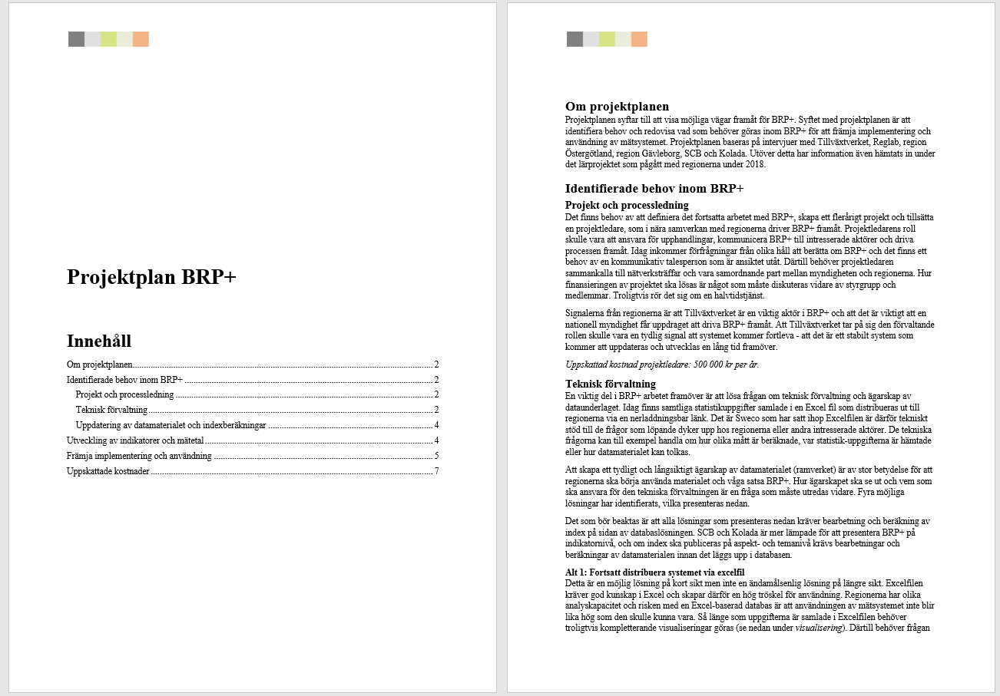 Projektplan BRP+
Innehåll
Om projektplanen 2
Identifierade behov inom BRP+ 2
Projekt och processledning 2
Teknisk förvaltning 2
Uppdatering av datamaterialet och indexberäkningar 4
Utveckling av indikatorer och mätetal 4
Främja implementering och användning 5
Uppskattade kostnader 7
Om projektplanen
Projektplanen syftar till att visa möjliga vägar framåt för BRP+. Syftet med projektplanen är att
identifiera behov och redovisa vad som behöver göras inom BRP+ för att främja implementering och
användning av mätsystemet. Projektplanen baseras på intervjuer med Tillväxtverket, Reglab, region
Östergötland, region Gävleborg, SCB och Kolada. Utöver detta har information även hämtats in under
det lärprojektet som pågått med regionerna under 2018.
Identifierade behov inom BRP+
Projekt och processledning
Det finns behov av att definiera det fortsatta arbetet med BRP+, skapa ett flerårigt projekt och tillsätta
en projektledare, som i nära samverkan med regionerna driver BRP+ framåt. Projektledarens roll
skulle vara att ansvara för upphandlingar, kommunicera BRP+ till intresserade aktörer och driva
processen framåt. Idag inkommer förfrågningar från olika håll att berätta om BRP+ och det finns ett
behov av en kommunikativ talesperson som är ansiktet utåt. Därtill behöver projektledaren
sammankalla till nätverksträffar och vara samordnande part mellan myndigheten och regionerna. Hur
finansieringen av projektet ska lösas är något som måste diskuteras vidare av styrgrupp och
medlemmar. Troligtvis rör det sig om en halvtidstjänst.
Signalerna från regionerna är att Tillväxtverket är en viktig aktör i BRP+ och att det är viktigt att en
nationell myndighet får uppdraget att driva BRP+ framåt. Att Tillväxtverket tar på sig den förvaltande
rollen skulle vara en tydlig signal att systemet kommer fortleva - att det är ett stabilt system som
kommer att uppdateras och utvecklas en lång tid framöver.
Uppskattad kostnad projektledare: 500 000 kr per år.
Teknisk förvaltning
En viktig del i BRP+ arbetet framöver är att lösa frågan om teknisk förvaltning och ägarskap av
dataunderlaget. Idag finns samtliga statistikuppgifter samlade i en Excel fil som distribueras ut till
regionerna via en nerladdningsbar länk. Det är Sweco som har satt ihop Excelfilen är därför tekniskt
stöd till de frågor som löpande dyker upp hos regionerna eller andra intresserade aktörer. De tekniska
frågorna kan till exempel handla om hur olika mått är beräknade, var statistik-uppgifterna är hämtade
eller hur datamaterialet kan tolkas.
Att skapa ett tydligt och långsiktigt ägarskap av datamaterialet (ramverket) är av stor betydelse för att
regionerna ska börja använda materialet och våga satsa BRP+. Hur ägarskapet ska se ut och vem som
ska ansvara för den tekniska förvaltningen är en fråga som måste utredas vidare. Fyra möjliga
lösningar har identifierats, vilka presenteras nedan.
Det som bör beaktas är att alla lösningar som presenteras nedan kräver bearbetning och beräkning av
index på sidan av databaslösningen. SCB och Kolada är mer lämpade för att presentera BRP+ på
indikatornivå, och om index ska publiceras på aspekt- och temanivå krävs bearbetningar och
beräkningar av datamaterialen innan det läggs upp i databasen.
Alt 1: Fortsatt distribuera systemet via excelfil
Detta är en möjlig lösning på kort sikt men inte en ändamålsenlig lösning på längre sikt. Excelfilen
kräver god kunskap i Excel och skapar därför en hög tröskel för användning. Regionerna har olika
analyskapacitet och risken med en Excel-baserad databas är att användningen av mätsystemet inte blir
lika hög som den skulle kunna vara. Så länge som uppgifterna är samlade i Excelfilen behöver
troligtvis kompletterande visualiseringar göras (se nedan under visualisering). Därtill behöver frågan